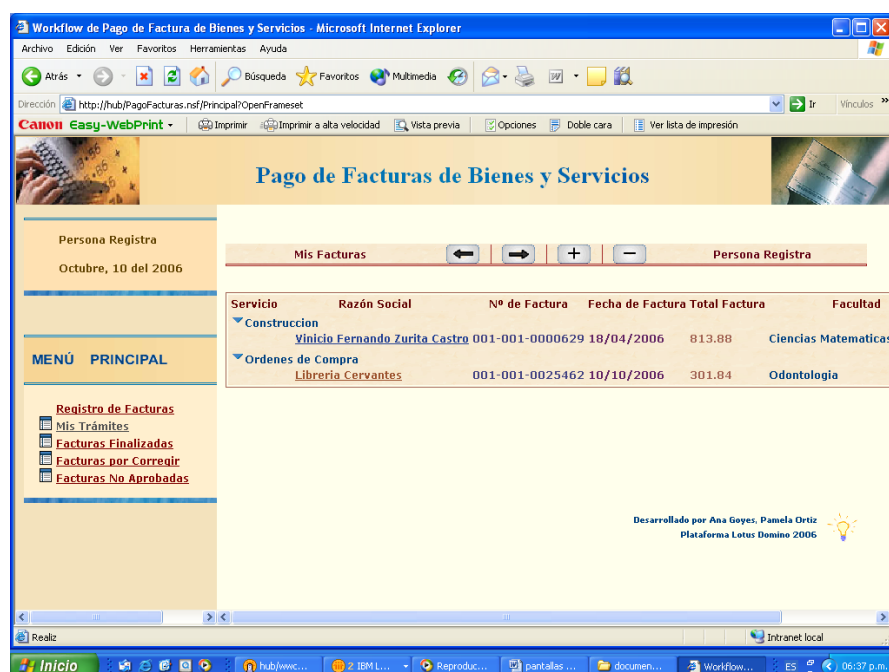 Workflow de Pago de Factura de Bienes y Servicios - Microsoft Internet Explorer
Archivo Edición Ver Favoritos Herramientas Ayuda
Atrás Búsqueda Favoritos Multimedia
Dirección http://hub/PagoFacturas.nsf/Principal?OpenFrameset Ir Vínculos »
Canon Easy-WebPrint Imprimir Imprimir a alta velocidad Vista previa Opciones Doble cara Ver lista de impresión
Pago de Facturas de Bienes y Servicios
Persona Registra
Octubre, 10 del 2006
MENÚ PRINCIPAL
Registro de Facturas
Mis Trámites
Facturas Finalizadas
Facturas por Corregir
Facturas No Aprobadas
Mis Facturas Persona Registra
Servicio Razón Social Nº de Factura Fecha de Factura Total Factura Facultad
Construccion
Vinicio Fernando Zurita Castro 001-001-0000629 18/04/2006 813.88 Ciencias Matematicas
Ordenes de Compra
Libreria Cervantes 001-001-0025462 10/10/2006 301.84 Odontologia
Desarrollado por Ana Goyes, Pamela Ortiz
Plataforma Lotus Domino 2006
Realiz Intranet local
Inicio hub/wwc... 2 IBM L... Reproduc... pantallas ... documen... Workflow... ES 06:37 p.m.